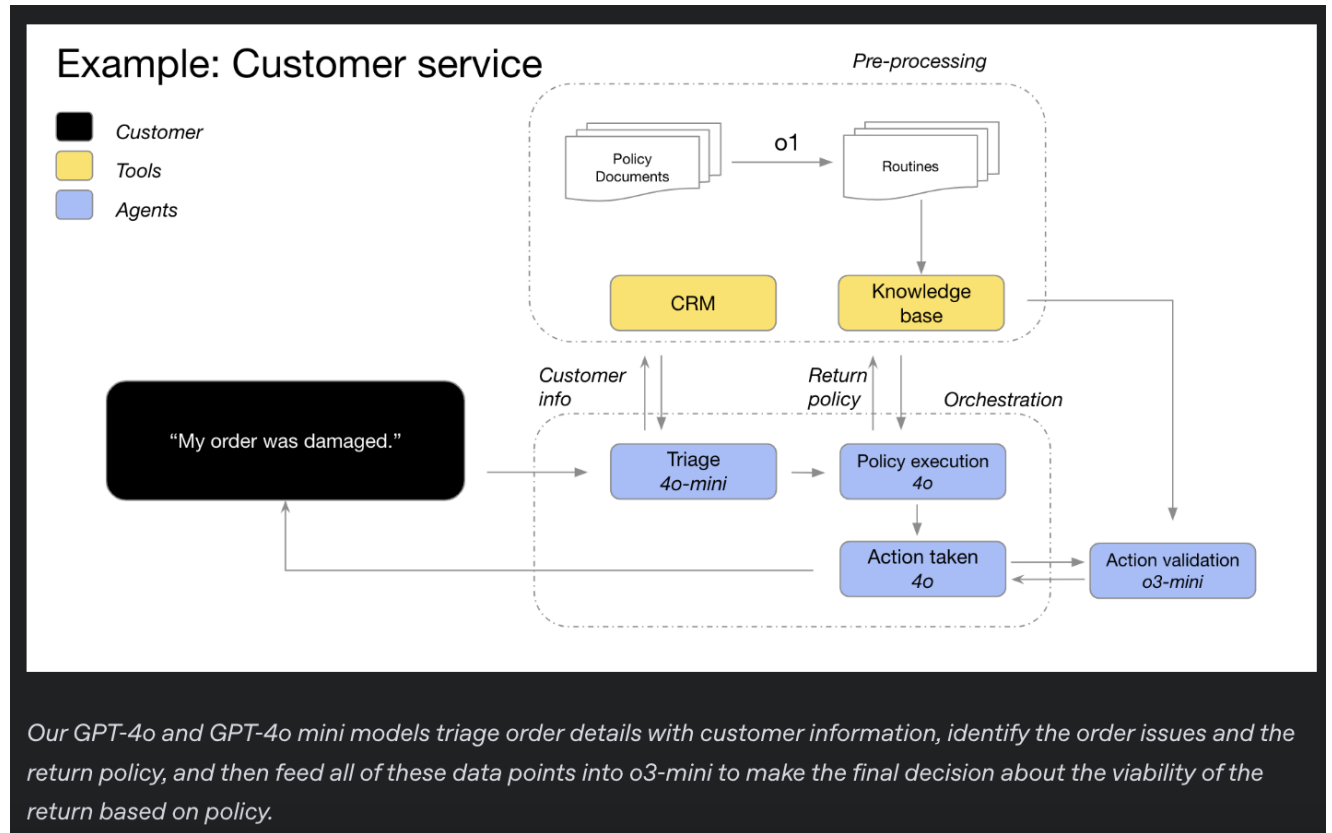 Example: Customer service
Customer
Tools
Agents
Pre-processing
Policy
Documents
o1
Routines
CRM
Knowledge
base
Customer
info
Return
policy
Orchestration
“My order was damaged.”
Triage
4o-mini
Policy execution
4o
Action taken
4o
Action validation
o3-mini
Our GPT-4o and GPT-4o mini models triage order details with customer information, identify the order issues and the
return policy, and then feed all of these data points into o3-mini to make the final decision about the viability of the
return based on policy.